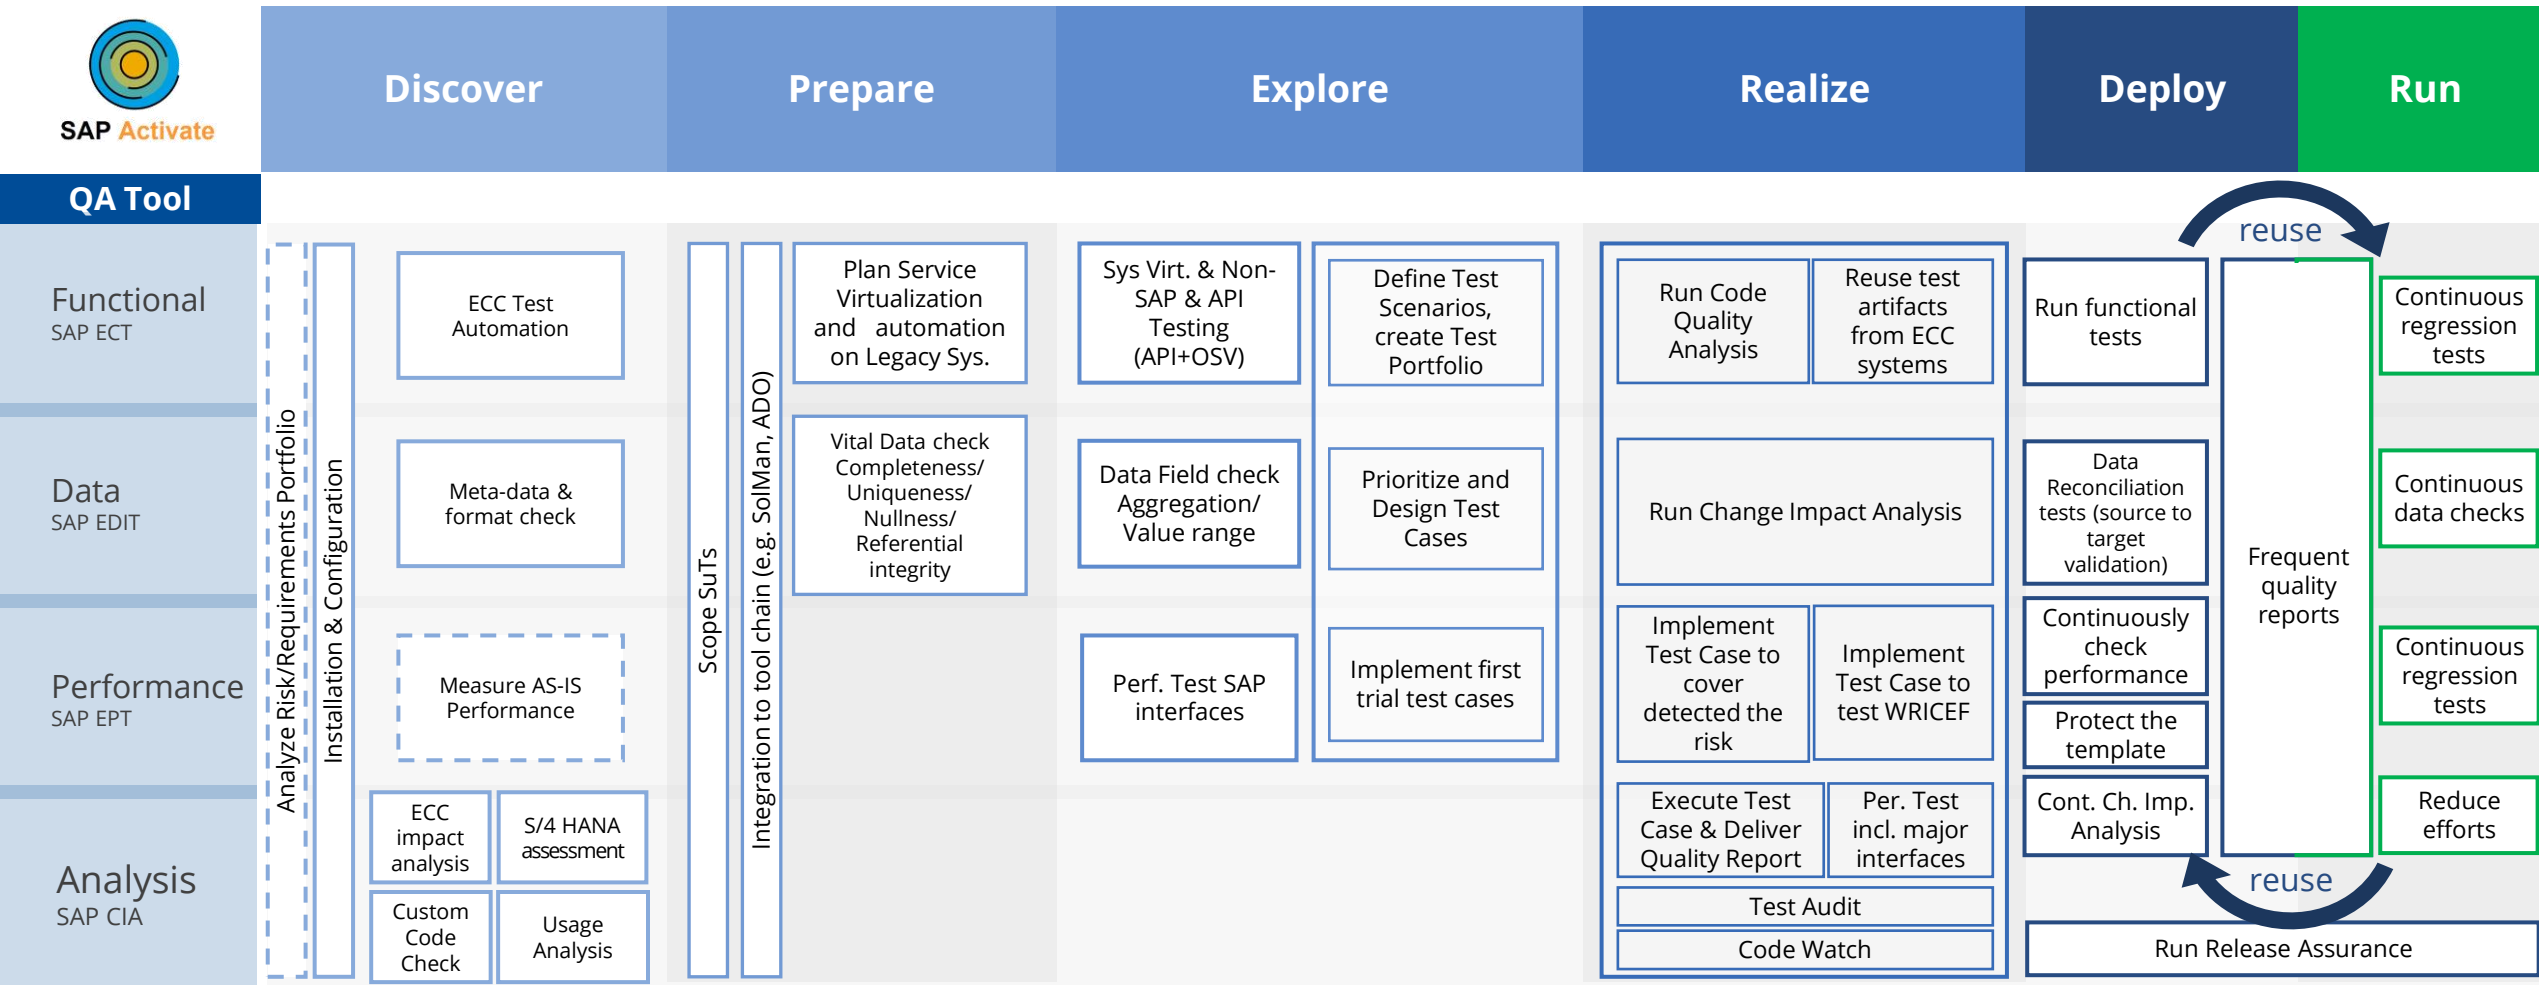 SAP Activate
Discover
Prepare
Explore
Realize
Deploy
Run
QA Tool
Functional
SAP ECT
Data
SAP EDIT
Performance
SAP EPT
Analysis
SAP CIA
Analyze Risk/Requirements Portfolio
Installation & Configuration
ECC Test
Automation
Meta-data &
format check
Measure AS-IS
Performance
ECC
impact
analysis
S/4 HANA
assessment
Custom
Code
Check
Usage
Analysis
Scope SuTs
Integration to tool chain (e.g. SolMan, ADO)
Plan Service
Virtualization
and automation
on Legacy Sys.
Vital Data check
Completeness/
Uniqueness/
Nullness/
Referential
integrity
Sys Virt. & Non-
SAP & API
Testing
(API+OSV)
Data Field check
Aggregation/
Value range
Perf. Test SAP
interfaces
Define Test
Scenarios,
create Test
Portfolio
Prioritize and
Design Test
Cases
Implement first
trial test cases
Run Code
Quality
Analysis
Reuse test
artifacts
from ECC
systems
Run Change Impact Analysis
Implement
Test Case to
cover
detected the
risk
Implement
Test Case to
test WRICEF
Execute Test
Case & Deliver
Quality Report
Per. Test
incl. major
interfaces
Test Audit
Code Watch
reuse
Run functional
tests
Data
Reconciliation
tests (source to
target
validation)
Continuously
check
performance
Protect the
template
Cont. Ch. Imp.
Analysis
Frequent
quality
reports
Continuous
regression
tests
Continuous
data checks
Continuous
regression
tests
Reduce
efforts
reuse
Run Release Assurance